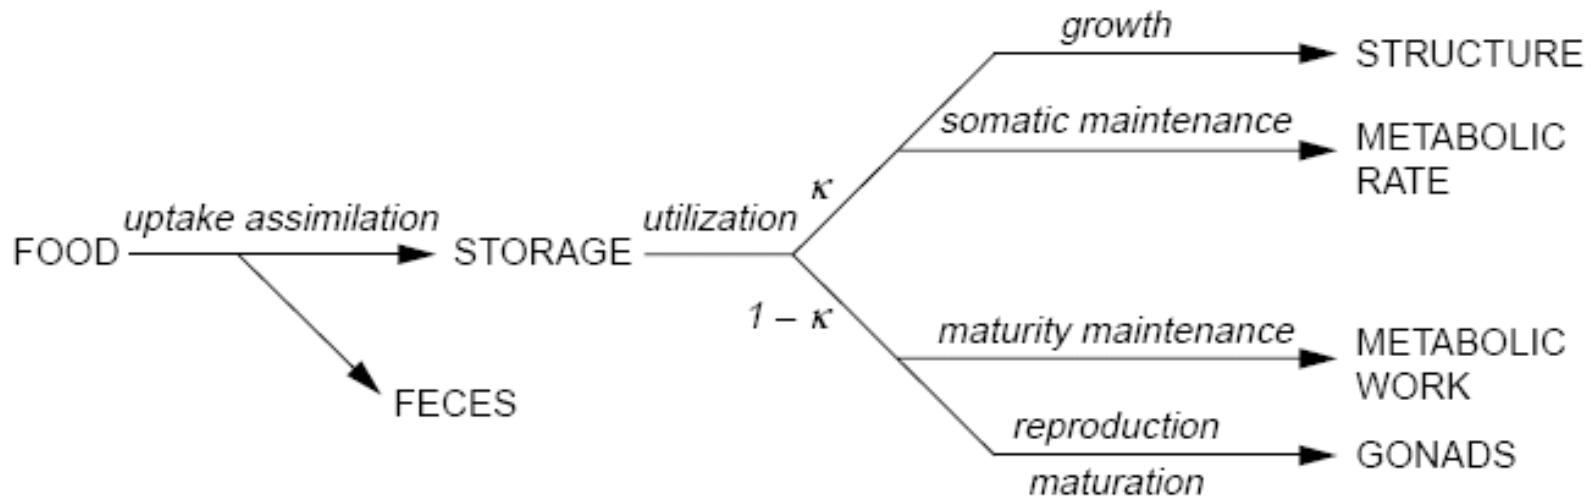 growth
STRUCTURE
somatic maintenance
METABOLIC
RATE
κ
uptake assimilation
utilization
FOOD
STORAGE
1 – κ
maturity maintenance
METABOLIC
WORK
FECES
reproduction
GONADS
maturation